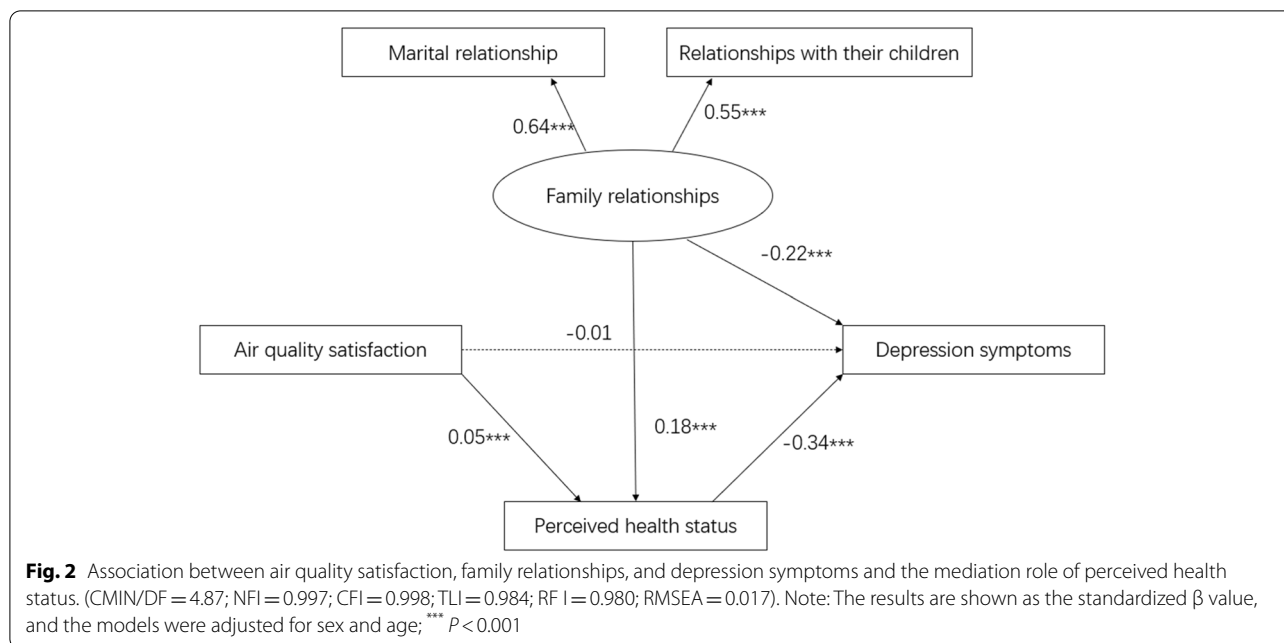 Marital relationship
Relationships with their children
0.64***
0.55***
Family relationships
-0.22***
Air quality satisfaction
-0.01
Depression symptoms
0.05***
0.18***
-0.34***
Perceived health status
Fig. 2 Association between air quality satisfaction, family relationships, and depression symptoms and the mediation role of perceived health
status. (CMIN/DF = 4.87; NFI = 0.997; CFI = 0.998; TLI = 0.984; RF I = 0.980; RMSEA = 0.017). Note: The results are shown as the standardized β value,
and the models were adjusted for sex and age; *** P < 0.001